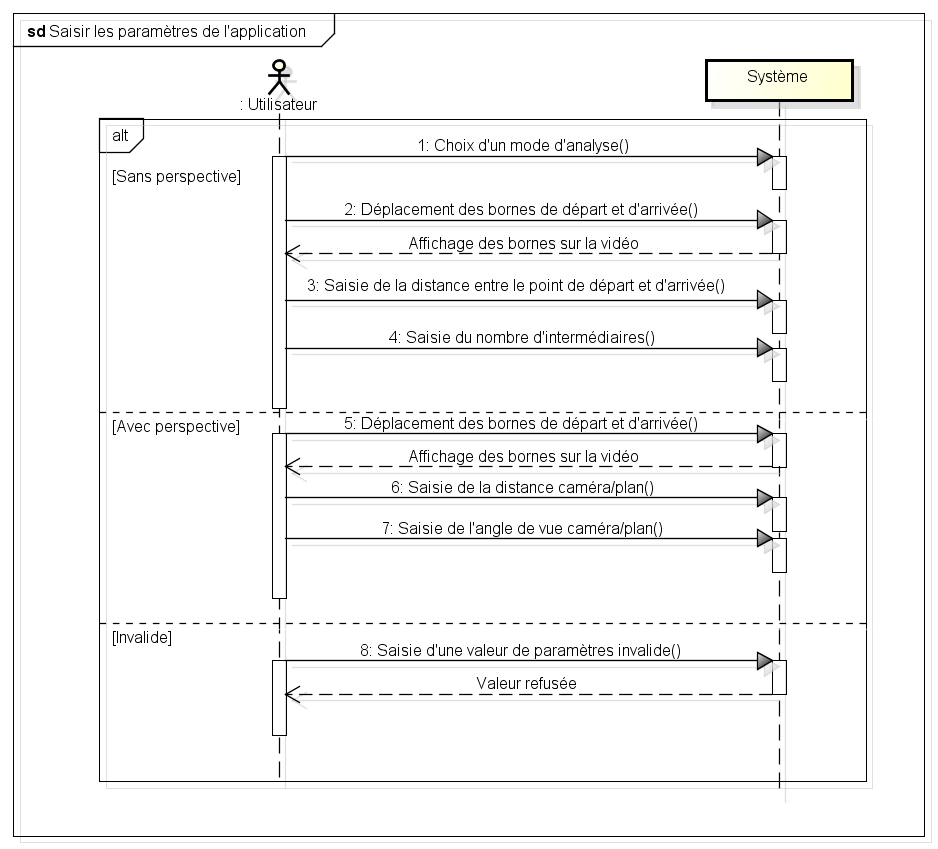 sd Saisir les paramètres de l'application
: Utilisateur
Système
alt
1: Choix d'un mode d'analyse()
[Sans perspective]
2: Déplacement des bornes de départ et d'arrivée()
Affichage des bornes sur la vidéo
3: Saisie de la distance entre le point de départ et d'arrivée()
4: Saisie du nombre d'intermédiaires()
[Avec perspective]
5: Déplacement des bornes de départ et d'arrivée()
Affichage des bornes sur la vidéo
6: Saisie de la distance caméra/plan()
7: Saisie de l'angle de vue caméra/plan()
[Invalide]
8: Saisie d'une valeur de paramètres invalide()
Valeur refusée